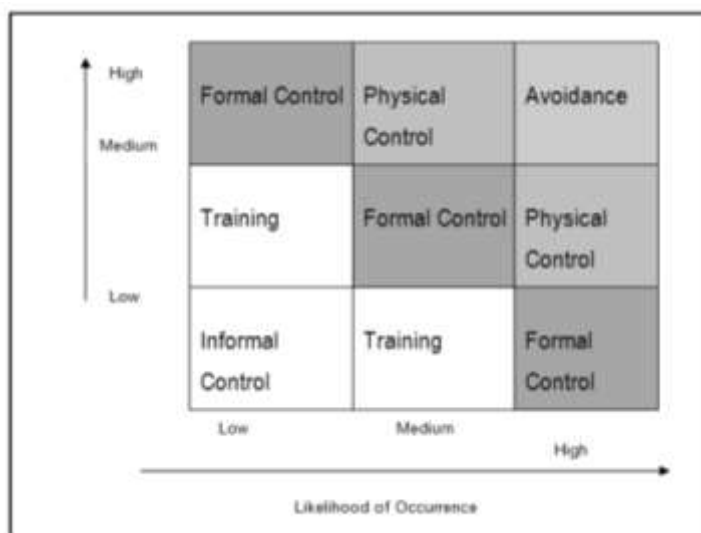 High
Formal Control
Physical
Control
Avoidance
Medium
Training
Formal Control
Physical
Control
Low
Informal
Control
Training
Formal
Control
Low
Medium
High
Likelihood of Occurrence